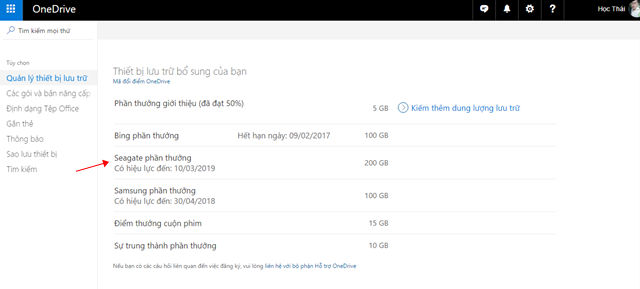 OneDrive
Học Thái
Tìm kiếm mọi thứ
Tùy chọn
Quản lý thiết bị lưu trữ
Các gói và bản nâng cấp
Định dạng Tệp Office
Gắn thẻ
Thông báo
Sao lưu thiết bị
Tìm kiếm
Thiết bị lưu trữ bổ sung của bạn
Mã đổi điểm OneDrive
Phần thưởng giới thiệu (đã đạt 50%) 5 GB Kiếm thêm dung lượng lưu trữ
Bing phần thưởng Hết hạn ngày: 09/02/2017 100 GB
Seagate phần thưởng 200 GB
Có hiệu lực đến: 10/03/2019
Samsung phần thưởng 100 GB
Có hiệu lực đến: 30/04/2018
Điểm thưởng cuộn phim 15 GB
Sự trung thành phần thưởng 10 GB
Nếu bạn có các câu hỏi liên quan đến việc đăng ký, vui lòng liên hệ với bộ phận Hỗ trợ OneDrive